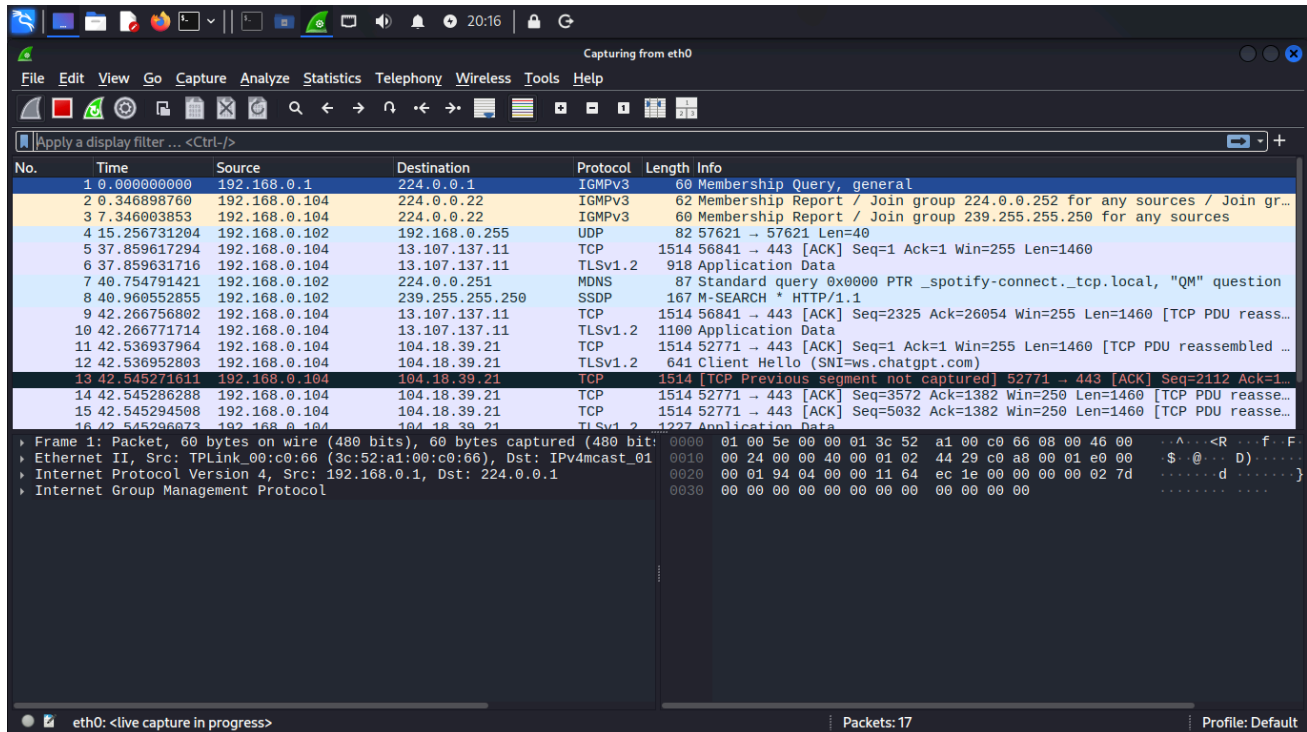 20:16
Capturing from eth0
File Edit View Go Capture Analyze Statistics Telephony Wireless Tools Help
Apply a display filter … <Ctrl-/>
No. Time Source Destination Protocol Length Info
1 0.000000000 192.168.0.1 224.0.0.1 IGMPv3 60 Membership Query, general
2 0.346898760 192.168.0.104 224.0.0.22 IGMPv3 62 Membership Report / Join group 224.0.0.252 for any sources / Join gr…
3 7.346003853 192.168.0.104 224.0.0.22 IGMPv3 60 Membership Report / Join group 239.255.255.250 for any sources
4 15.256731204 192.168.0.102 192.168.0.255 UDP 82 57621 → 57621 Len=40
5 37.859617294 192.168.0.104 13.107.137.11 TCP 1514 56841 → 443 [ACK] Seq=1 Ack=1 Win=255 Len=1460
6 37.859631716 192.168.0.104 13.107.137.11 TLSv1.2 918 Application Data
7 40.754791421 192.168.0.102 224.0.0.251 MDNS 87 Standard query 0x0000 PTR _spotify-connect._tcp.local, "QM" question
8 40.960552855 192.168.0.102 239.255.255.250 SSDP 167 M-SEARCH * HTTP/1.1
9 42.266756802 192.168.0.104 13.107.137.11 TCP 1514 56841 → 443 [ACK] Seq=2325 Ack=26054 Win=255 Len=1460 [TCP PDU reass…
10 42.266771714 192.168.0.104 13.107.137.11 TLSv1.2 1100 Application Data
11 42.536937964 192.168.0.104 104.18.39.21 TCP 1514 52771 → 443 [ACK] Seq=1 Ack=1 Win=255 Len=1460 [TCP PDU reassembled …
12 42.536952803 192.168.0.104 104.18.39.21 TLSv1.2 641 Client Hello (SNI=ws.chatgpt.com)
13 42.545271611 192.168.0.104 104.18.39.21 TCP 1514 [TCP Previous segment not captured] 52771 → 443 [ACK] Seq=2112 Ack=1…
14 42.545286288 192.168.0.104 104.18.39.21 TCP 1514 52771 → 443 [ACK] Seq=3572 Ack=1382 Win=250 Len=1460 [TCP PDU reasse…
15 42.545294508 192.168.0.104 104.18.39.21 TCP 1514 52771 → 443 [ACK] Seq=5032 Ack=1382 Win=250 Len=1460 [TCP PDU reasse…
16 42.545296073 192.168.0.104 104.18.39.21 TLSv1.2 1227 Application Data
Frame 1: Packet, 60 bytes on wire (480 bits), 60 bytes captured (480 bit
Ethernet II, Src: TPLink_00:c0:66 (3c:52:a1:00:c0:66), Dst: IPv4mcast_01
Internet Protocol Version 4, Src: 192.168.0.1, Dst: 224.0.0.1
Internet Group Management Protocol
0000 01 00 5e 00 00 01 3c 52 a1 00 c0 66 08 00 46 00 ··^···<R ···f··F·
0010 00 24 00 00 40 00 01 02 44 29 c0 a8 00 01 e0 00 ·$··@··· D)······
0020 00 01 94 04 00 00 11 64 ec 1e 00 00 00 00 02 7d ·······d ·······}
0030 00 00 00 00 00 00 00 00 00 00 00 00 ········ ····
eth0: <live capture in progress>
Packets: 17
Profile: Default